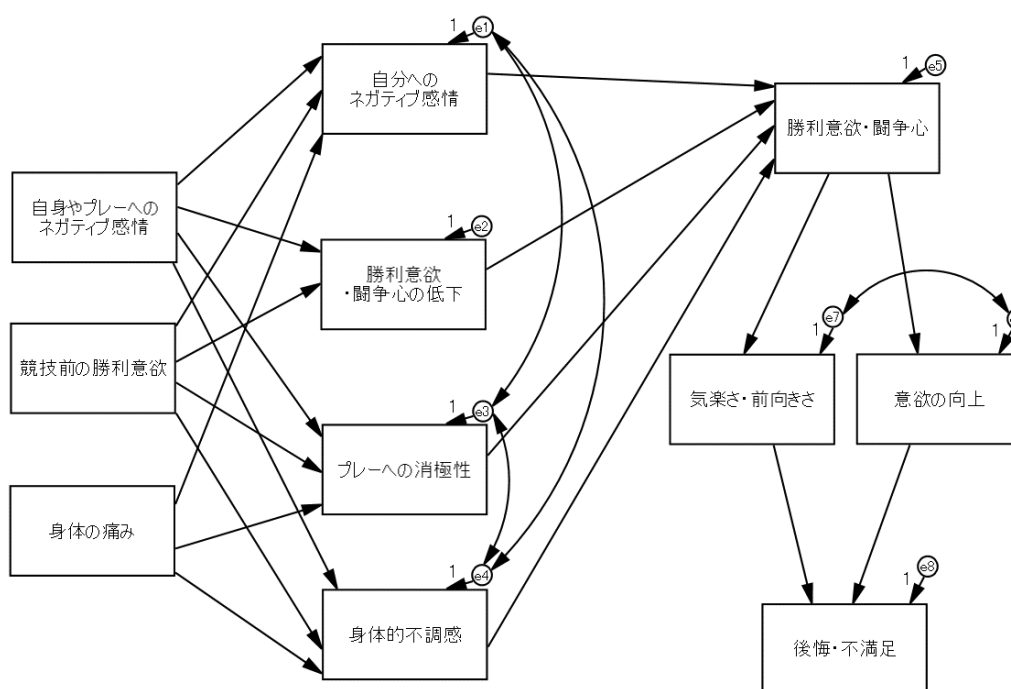 1
e1
自分への
ネガティブ感情
1
e5
勝利意欲・闘争心
自身やプレーへの
ネガティブ感情
1
e2
勝利意欲
・闘争心の低下
競技前の勝利意欲
1
e7
1
気楽さ・前向きさ
意欲の向上
1
e3
プレーへの消極性
身体の痛み
1
e4
身体的不調感
1
e8
後悔・不満足